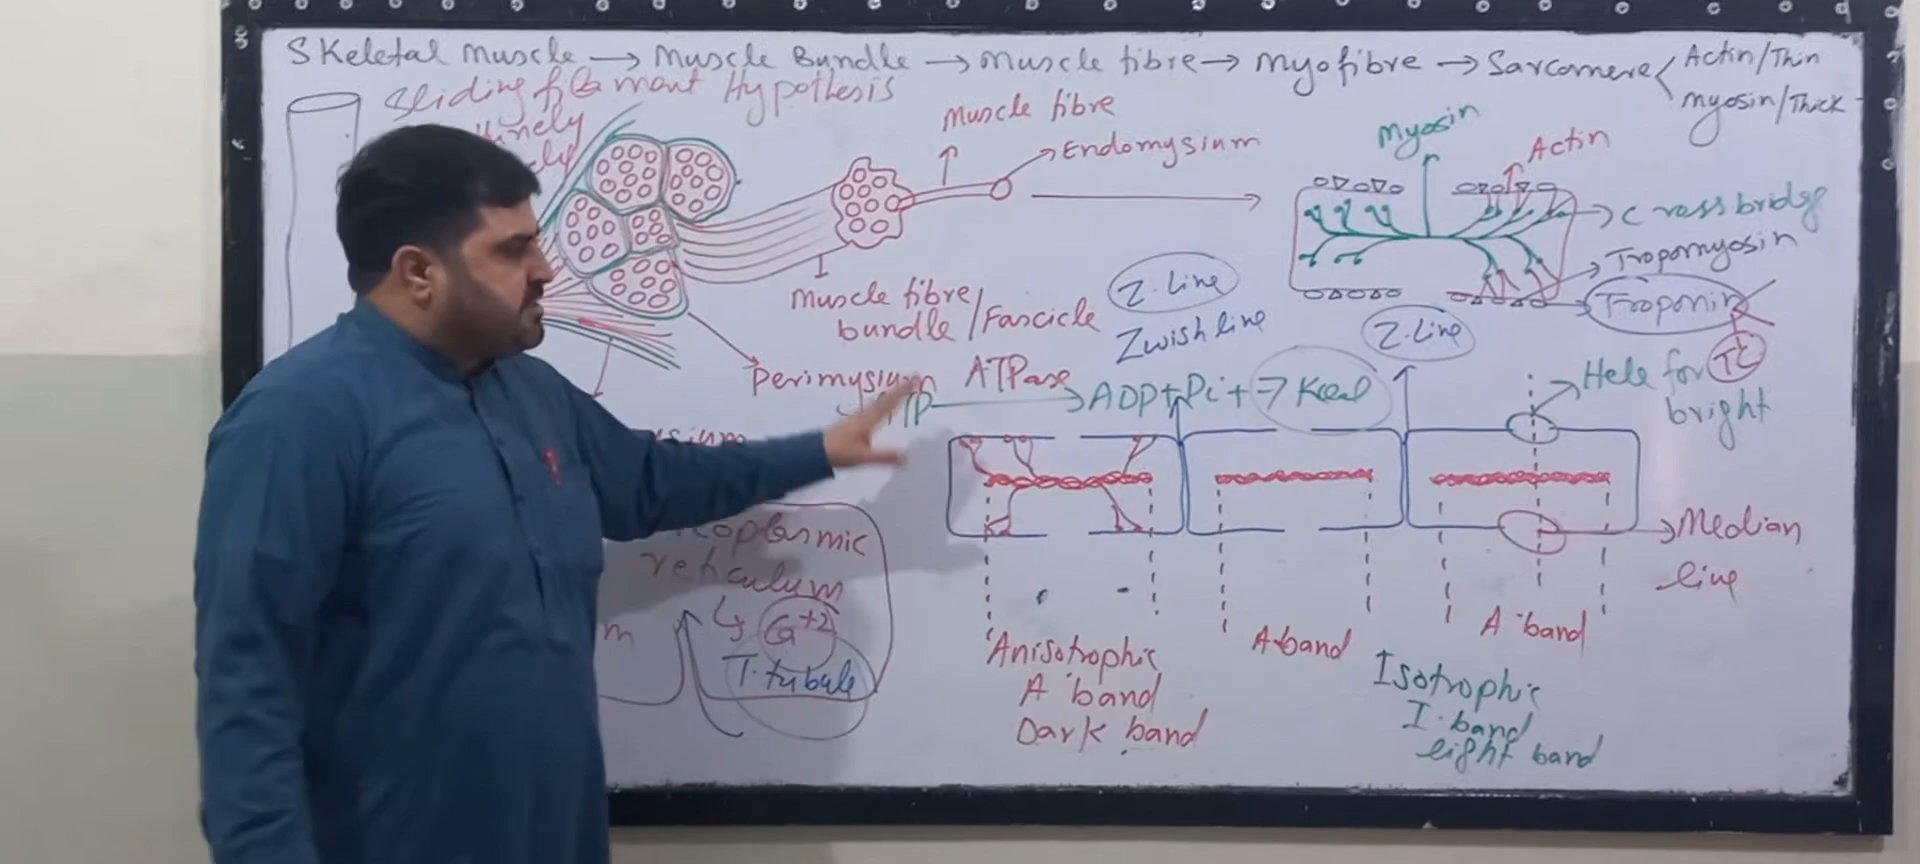 Skeletal muscle → Muscle Bundle → Muscle fibre → Myofibre → Sarcomere < Actin/Thin
myosin/Thick
Sliding filament Hypothesis
Muscle fibre
Endomysium
Myosin
Actin
Cross bridge
Tropomyosin
Troponin
TC
Muscle fibre
bundle/Fascicle
Z.Line
Zwish line
Z.Line
Perimysium
ATPase
ADP+Pi+ 7 Kcal
Hele for
bright
Median
line
reticulum
Ca+2
T.tubule
Anisotrophic
A band
Dark band
A-band
A band
Isotrophic
I.band
light band